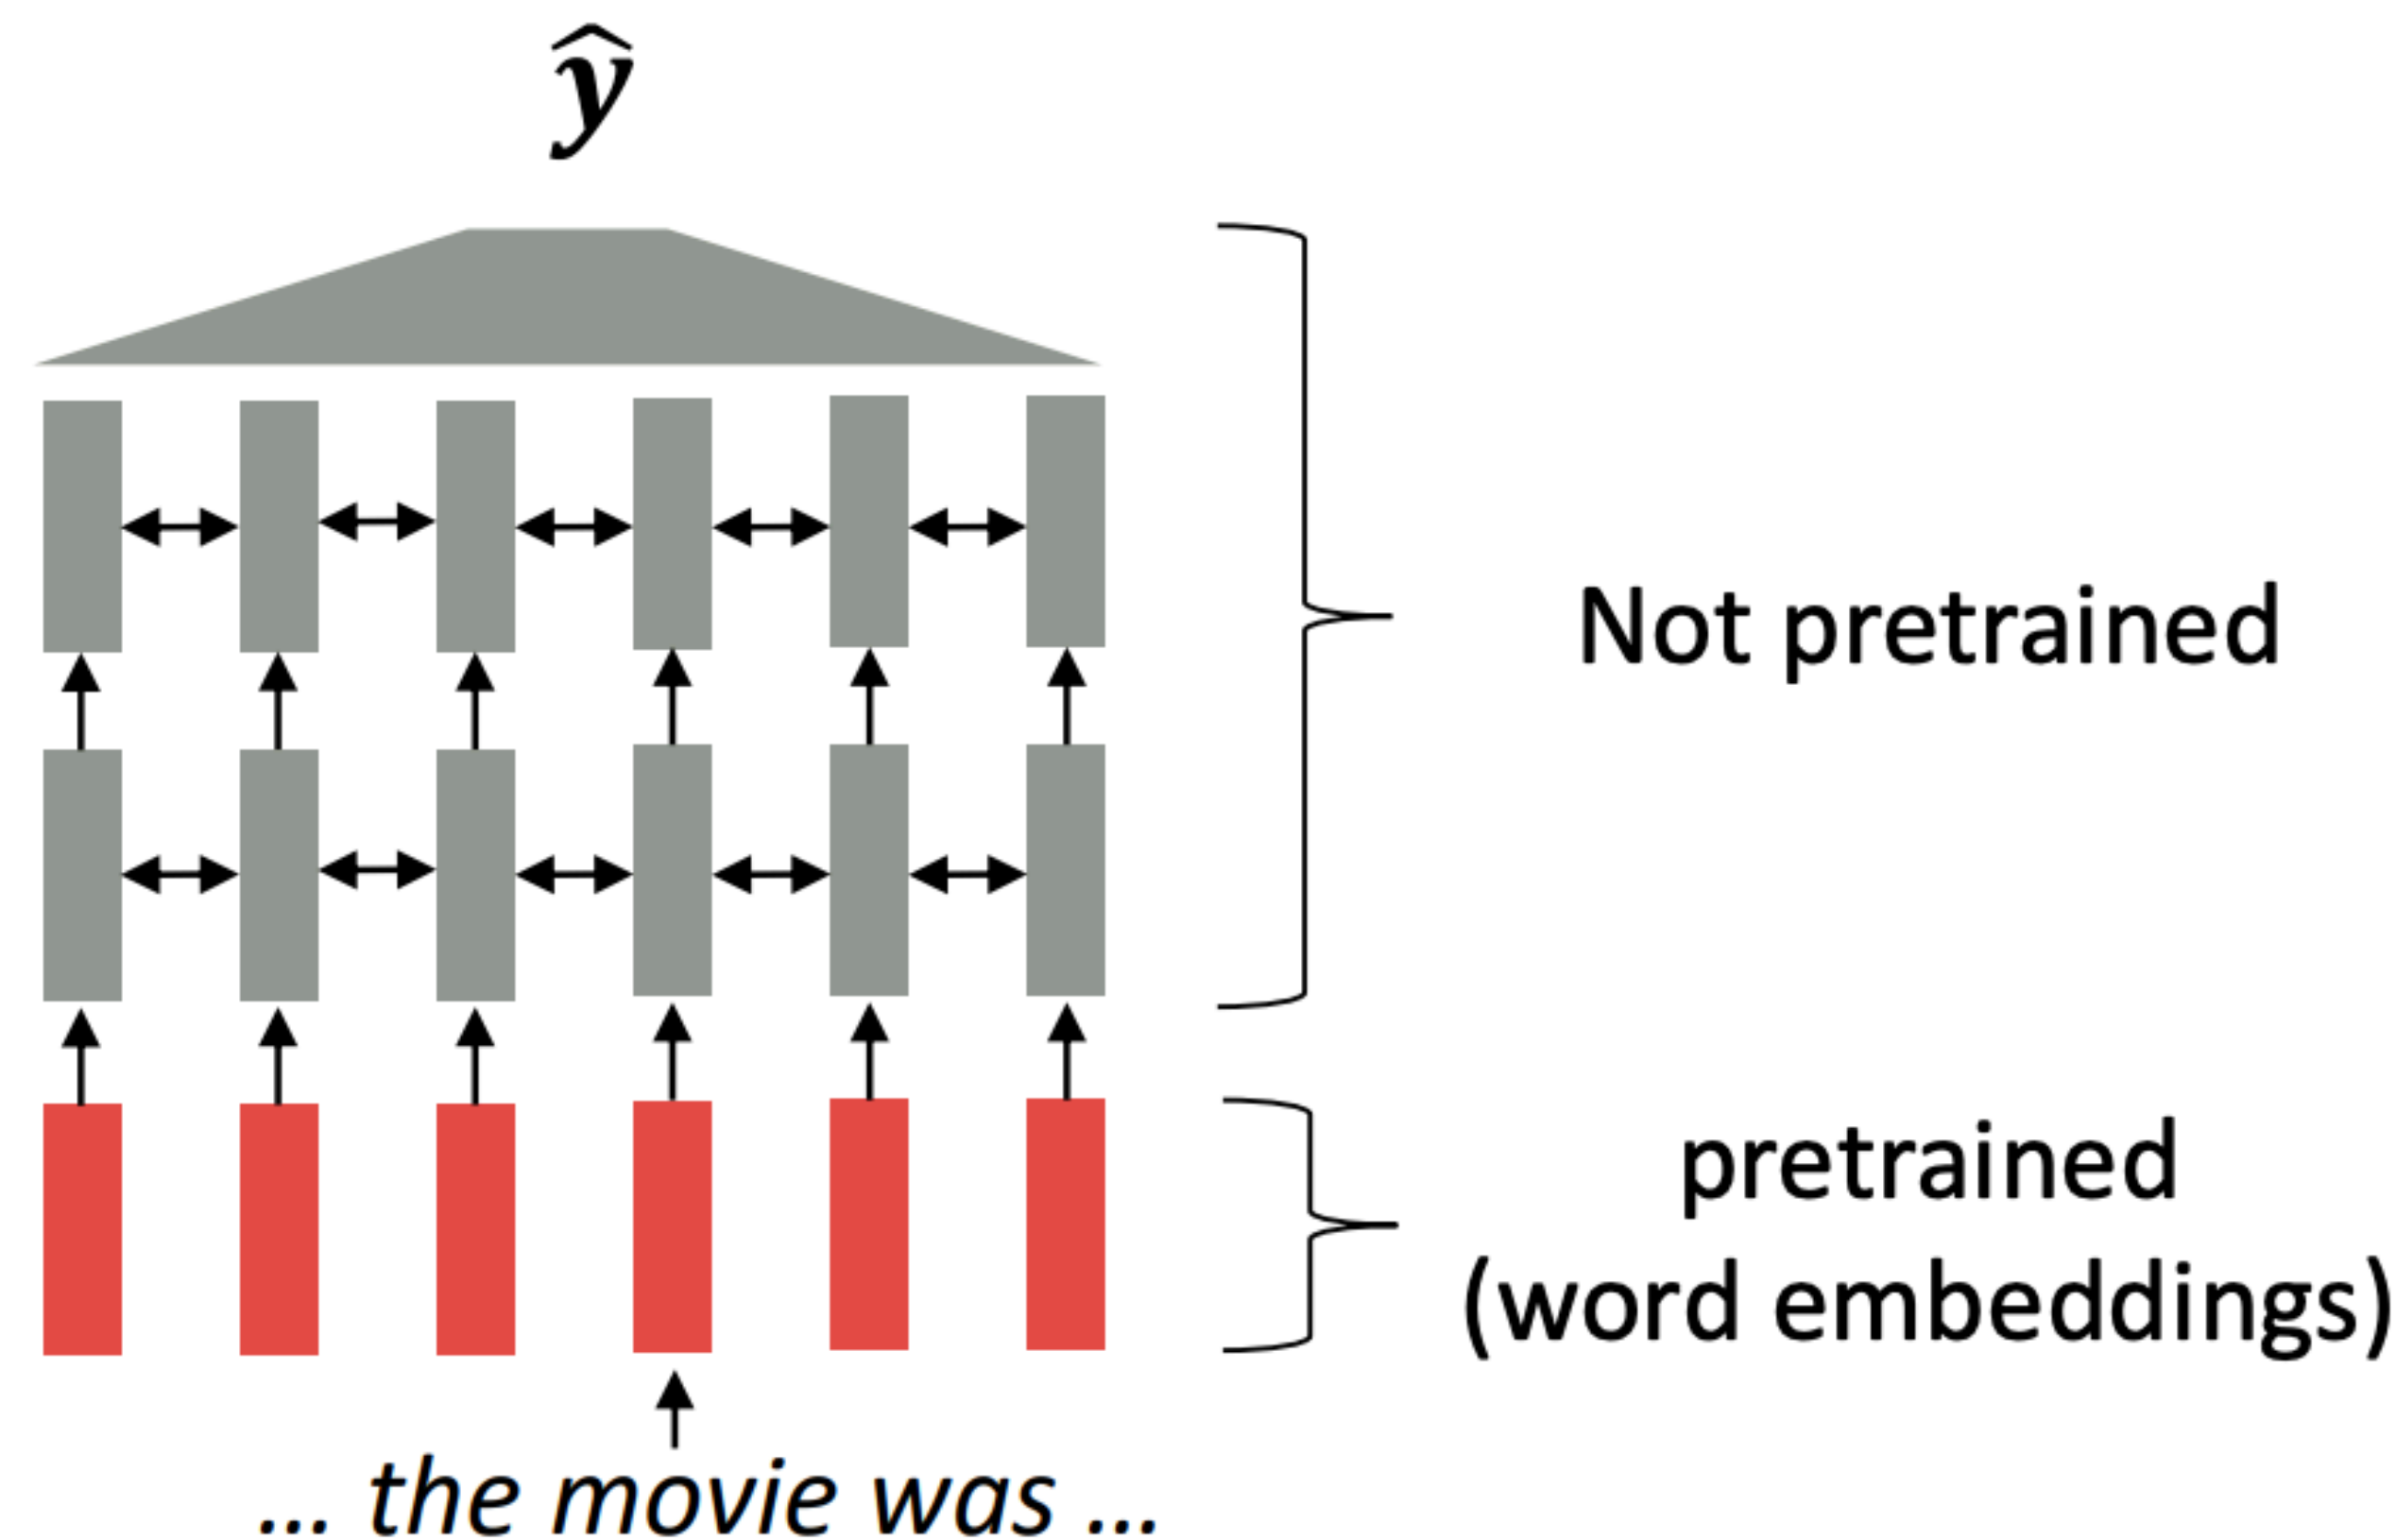 ŷ
Not pretrained
pretrained
(word embeddings)
... the movie was ...